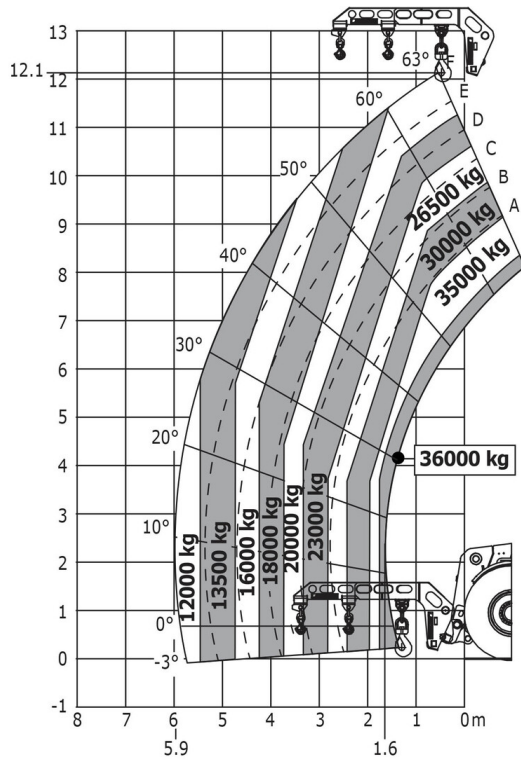 13
12.1
12
11
10
9
8
7
6
5
4
3
2
1
0
-1
63°
F
E
D
C
B
A
60°
50°
40°
30°
20°
10°
0°
-3°
26500 kg
30000 kg
35000 kg
36000 kg
12000 kg
13500 kg
16000 kg
18000 kg
20000 kg
23000 kg
8 7 6 5 4 3 2 1 0m
5.9 1.6